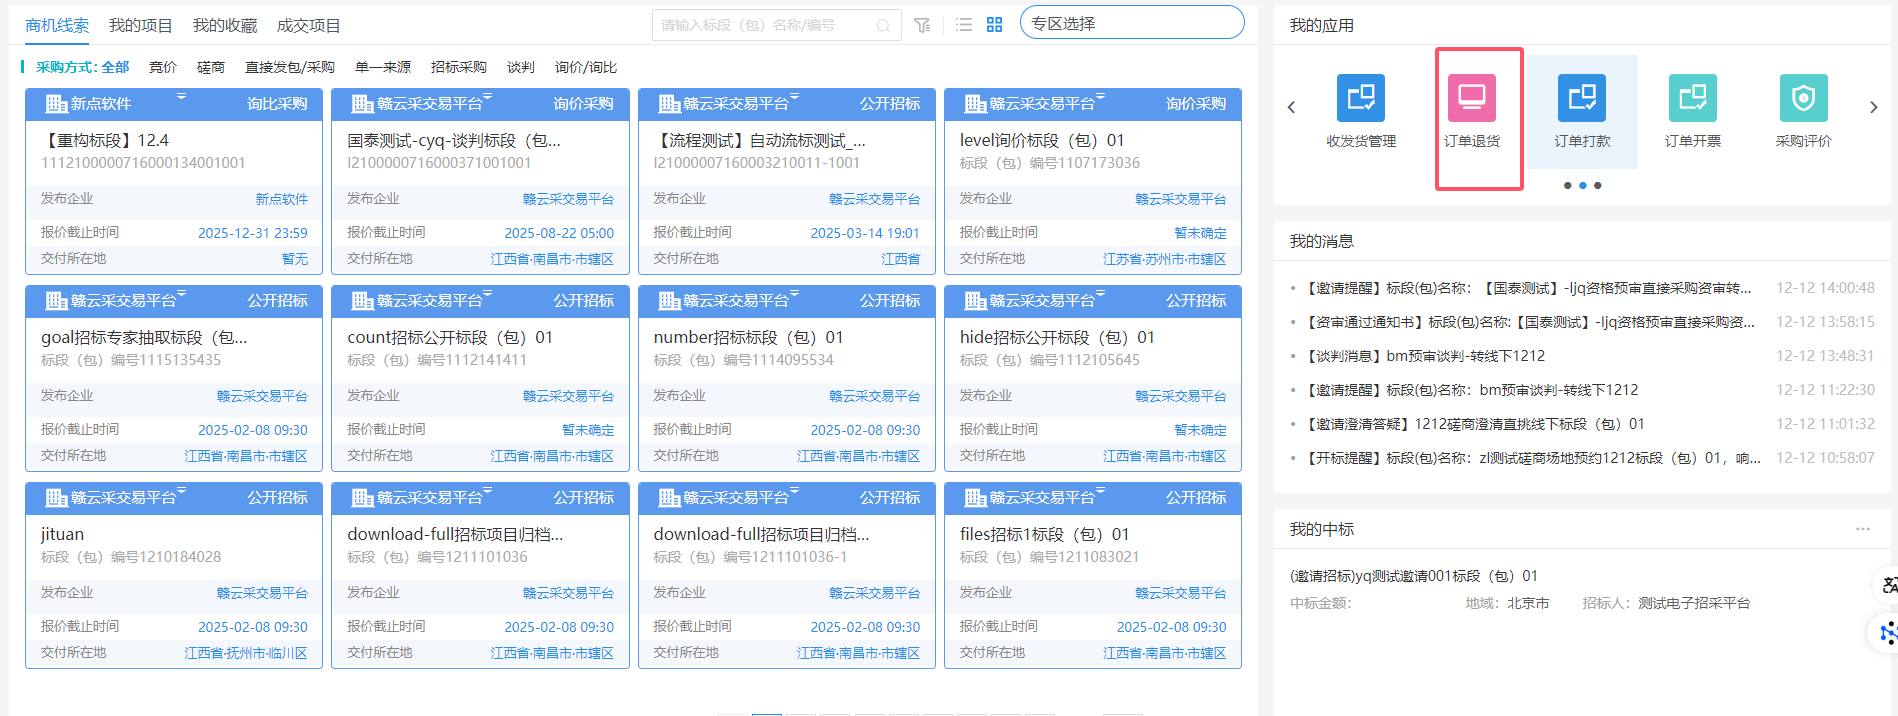 商机线索 我的项目 我的收藏 成交项目 请输入标段（包）名称/编号 专区选择
采购方式: 全部 竞价 磋商 直接发包/采购 单一来源 招标采购 谈判 询价/询比
新点软件 询比采购
【重构标段】12.4
1112100000716000134001001
发布企业 新点软件
报价截止时间 2025-12-31 23:59
交付所在地 暂无
赣云采交易平台 询价采购
国泰测试-cyq-谈判标段（包...
I2100000716000371001001
发布企业 赣云采交易平台
报价截止时间 2025-08-22 05:00
交付所在地 江西省·南昌市·市辖区
赣云采交易平台 公开招标
【流程测试】自动流标测试_...
I21000007160003210011-1001
发布企业 赣云采交易平台
报价截止时间 2025-03-14 19:01
交付所在地 江西省
赣云采交易平台 询价采购
level询价标段（包）01
标段（包）编号1107173036
发布企业 赣云采交易平台
报价截止时间 暂未确定
交付所在地 江苏省·苏州市·市辖区
赣云采交易平台 公开招标
goal招标专家抽取标段（包...
标段（包）编号1115135435
发布企业 赣云采交易平台
报价截止时间 2025-02-08 09:30
交付所在地 江西省·南昌市·市辖区
赣云采交易平台 公开招标
count招标公开标段（包）01
标段（包）编号1112141411
发布企业 赣云采交易平台
报价截止时间 暂未确定
交付所在地 江西省·南昌市·市辖区
赣云采交易平台 公开招标
number招标标段（包）01
标段（包）编号1114095534
发布企业 赣云采交易平台
报价截止时间 2025-02-08 09:30
交付所在地 江西省·南昌市·市辖区
赣云采交易平台 公开招标
hide招标公开标段（包）01
标段（包）编号1112105645
发布企业 赣云采交易平台
报价截止时间 暂未确定
交付所在地 江西省·南昌市·市辖区
赣云采交易平台 公开招标
jituan
标段（包）编号1210184028
发布企业 赣云采交易平台
报价截止时间 2025-02-08 09:30
交付所在地 江西省·抚州市·临川区
赣云采交易平台 公开招标
download-full招标项目归档...
标段（包）编号1211101036
发布企业 赣云采交易平台
报价截止时间 2025-02-08 09:30
交付所在地 江西省·南昌市·市辖区
赣云采交易平台 公开招标
download-full招标项目归档...
标段（包）编号1211101036-1
发布企业 赣云采交易平台
报价截止时间 2025-02-08 09:30
交付所在地 江西省·南昌市·市辖区
赣云采交易平台 公开招标
files招标1标段（包）01
标段（包）编号1211083021
发布企业 赣云采交易平台
报价截止时间 2025-02-08 09:30
交付所在地 江西省·南昌市·市辖区
我的应用
收发货管理 订单退货 订单打款 订单开票 采购评价
我的消息
【邀请提醒】标段(包)名称：【国泰测试】-ljq资格预审直接采购资审转... 12-12 14:00:48
【资审通过通知书】标段(包)名称:【国泰测试】-ljq资格预审直接采购资... 12-12 13:58:15
【谈判消息】bm预审谈判-转线下1212 12-12 13:48:31
【邀请提醒】标段(包)名称：bm预审谈判-转线下1212 12-12 11:22:30
【邀请澄清答疑】1212磋商澄清直挑线下标段（包）01 12-12 11:01:32
【开标提醒】标段(包)名称：zl测试磋商场地预约1212标段（包）01，响... 12-12 10:58:07
我的中标 ...
(邀请招标)yq测试邀请001标段（包）01
中标金额： 地域：北京市 招标人：测试电子招采平台